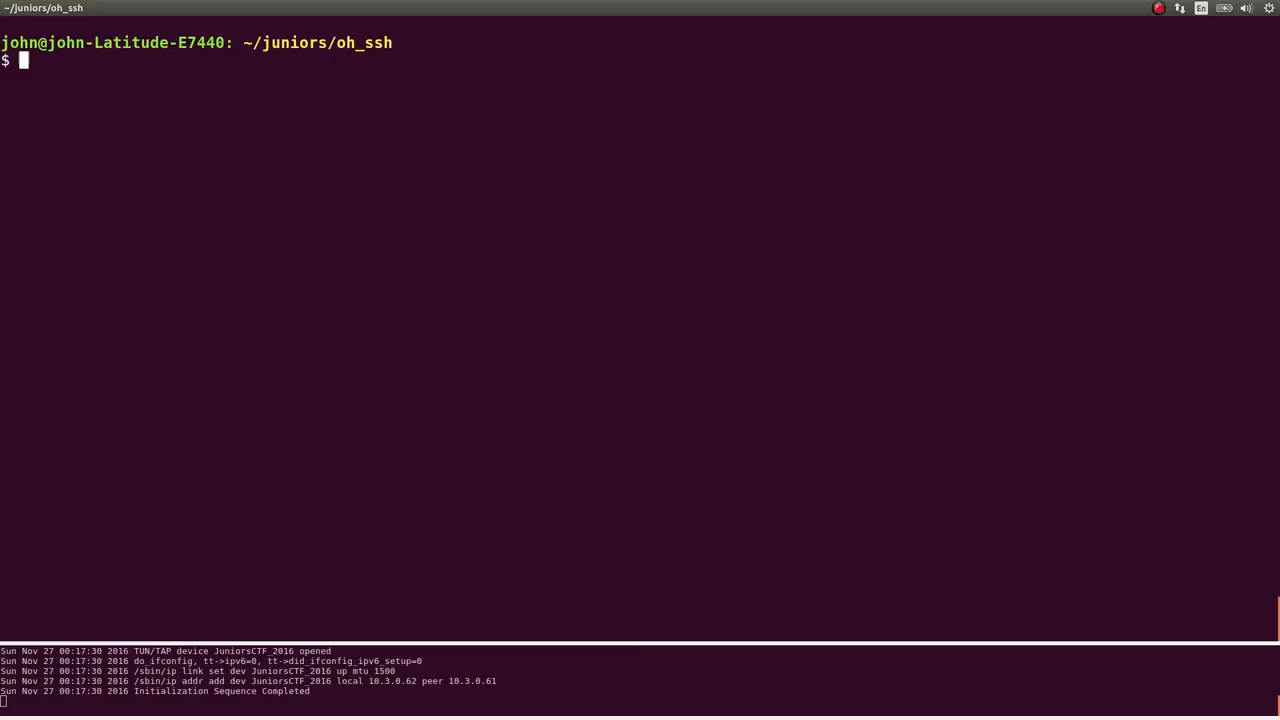 ~/juniors/oh_ssh
En
john@john-Latitude-E7440: ~/juniors/oh_ssh
$
Sun Nov 27 00:17:30 2016 TUN/TAP device JuniorsCTF_2016 opened
Sun Nov 27 00:17:30 2016 do_ifconfig, tt->ipv6=0, tt->did_ifconfig_ipv6_setup=0
Sun Nov 27 00:17:30 2016 /sbin/ip link set dev JuniorsCTF_2016 up mtu 1500
Sun Nov 27 00:17:30 2016 /sbin/ip addr add dev JuniorsCTF_2016 local 10.3.0.62 peer 10.3.0.61
Sun Nov 27 00:17:30 2016 Initialization Sequence Completed